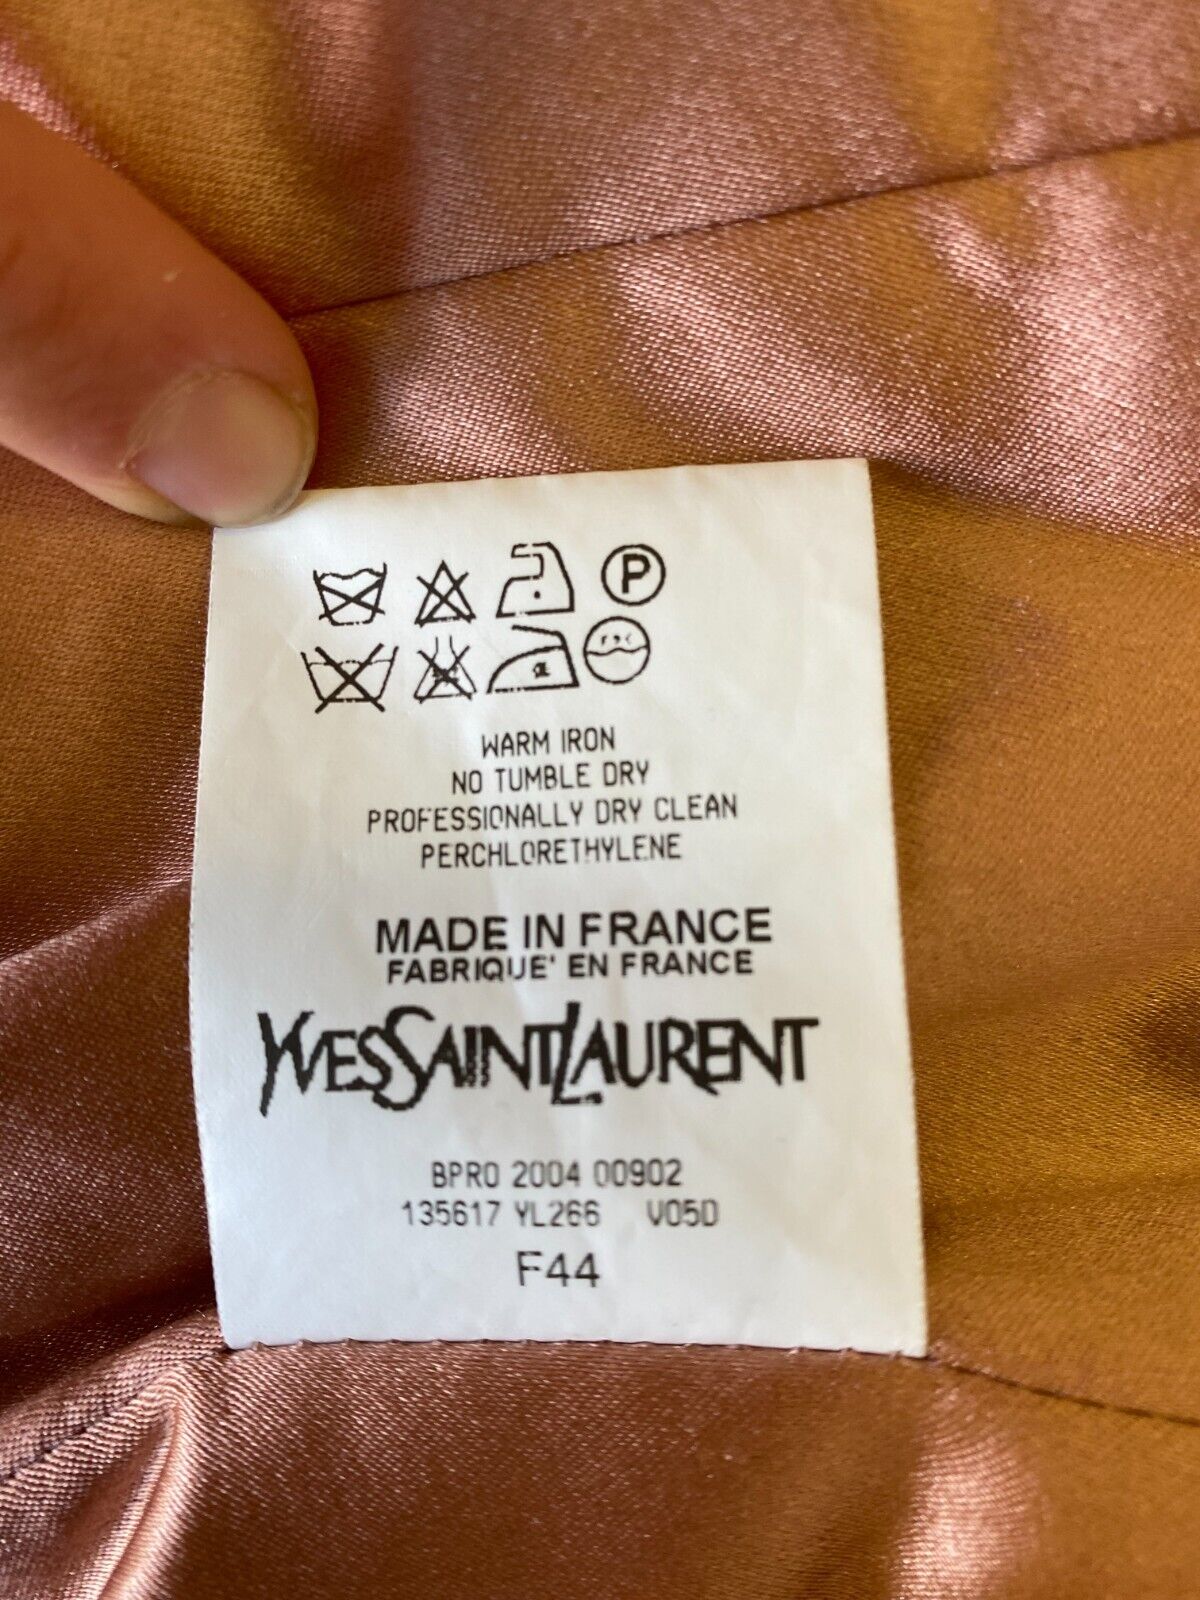 P
WARM IRON
NO TUMBLE DRY
PROFESSIONALLY DRY CLEAN
PERCHLORETHYLENE
MADE IN FRANCE
FABRIQUE' EN FRANCE
YVESSAINTLAURENT
BPRO 2004 00902
135617 YL266 V05D
F44